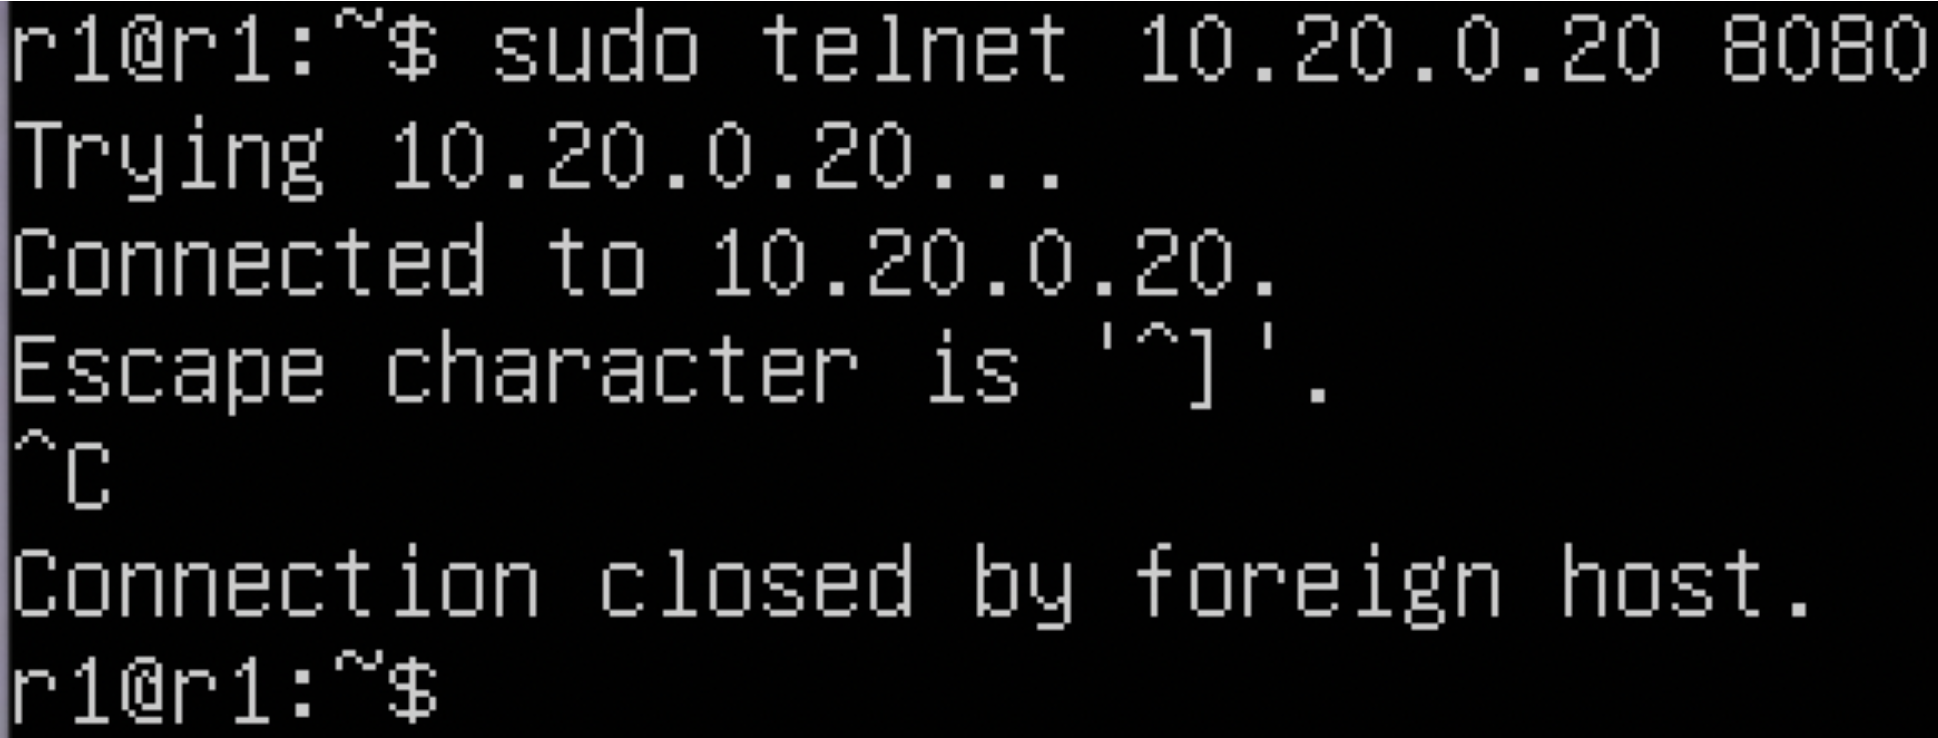 r1@r1:~$ sudo telnet 10.20.0.20 8080
Trying 10.20.0.20...
Connected to 10.20.0.20.
Escape character is '^]'.
^C
Connection closed by foreign host.
r1@r1:~$